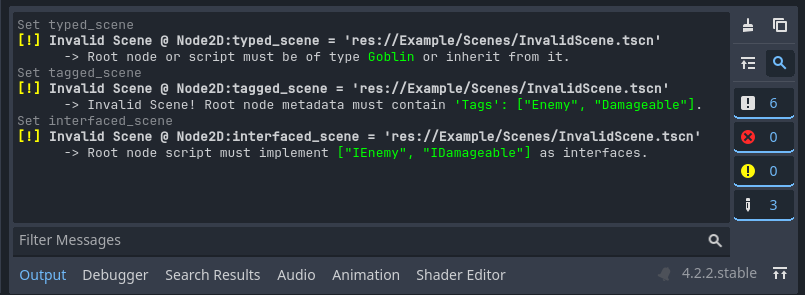 Set typed_scene
[!] Invalid Scene @ Node2D:typed_scene = 'res://Example/Scenes/InvalidScene.tscn'
-> Root node or script must be of type Goblin or inherit from it.
Set tagged_scene
[!] Invalid Scene @ Node2D:tagged_scene = 'res://Example/Scenes/InvalidScene.tscn'
-> Invalid Scene! Root node metadata must contain 'Tags': ["Enemy", "Damageable"].
Set interfaced_scene
[!] Invalid Scene @ Node2D:interfaced_scene = 'res://Example/Scenes/InvalidScene.tscn'
-> Root node script must implement ["IEnemy", "IDamageable"] as interfaces.
6
0
0
3
Filter Messages
Output Debugger Search Results Audio Animation Shader Editor 4.2.2.stable